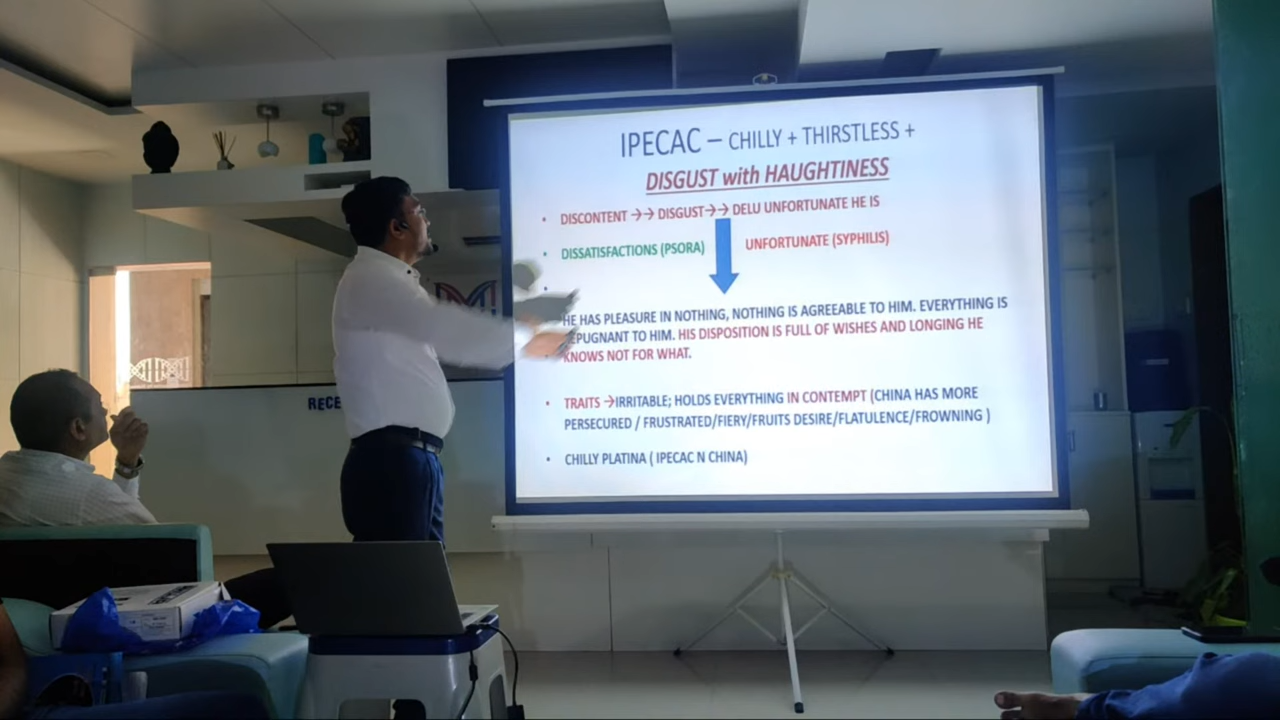 IPECAC – CHILLY + THIRSTLESS +
DISGUST with HAUGHTINESS
• DISCONTENT →→ DISGUST→→ DELU UNFORTUNATE HE IS
• DISSATISFACTIONS (PSORA) UNFORTUNATE (SYPHILIS)
HE HAS PLEASURE IN NOTHING, NOTHING IS AGREEABLE TO HIM. EVERYTHING IS
EPUGNANT TO HIM. HIS DISPOSITION IS FULL OF WISHES AND LONGING HE
KNOWS NOT FOR WHAT.
• TRAITS →IRRITABLE; HOLDS EVERYTHING IN CONTEMPT (CHINA HAS MORE
PERSECURED / FRUSTRATED/FIERY/FRUITS DESIRE/FLATULENCE/FROWNING )
• CHILLY PLATINA ( IPECAC N CHINA)
RECE